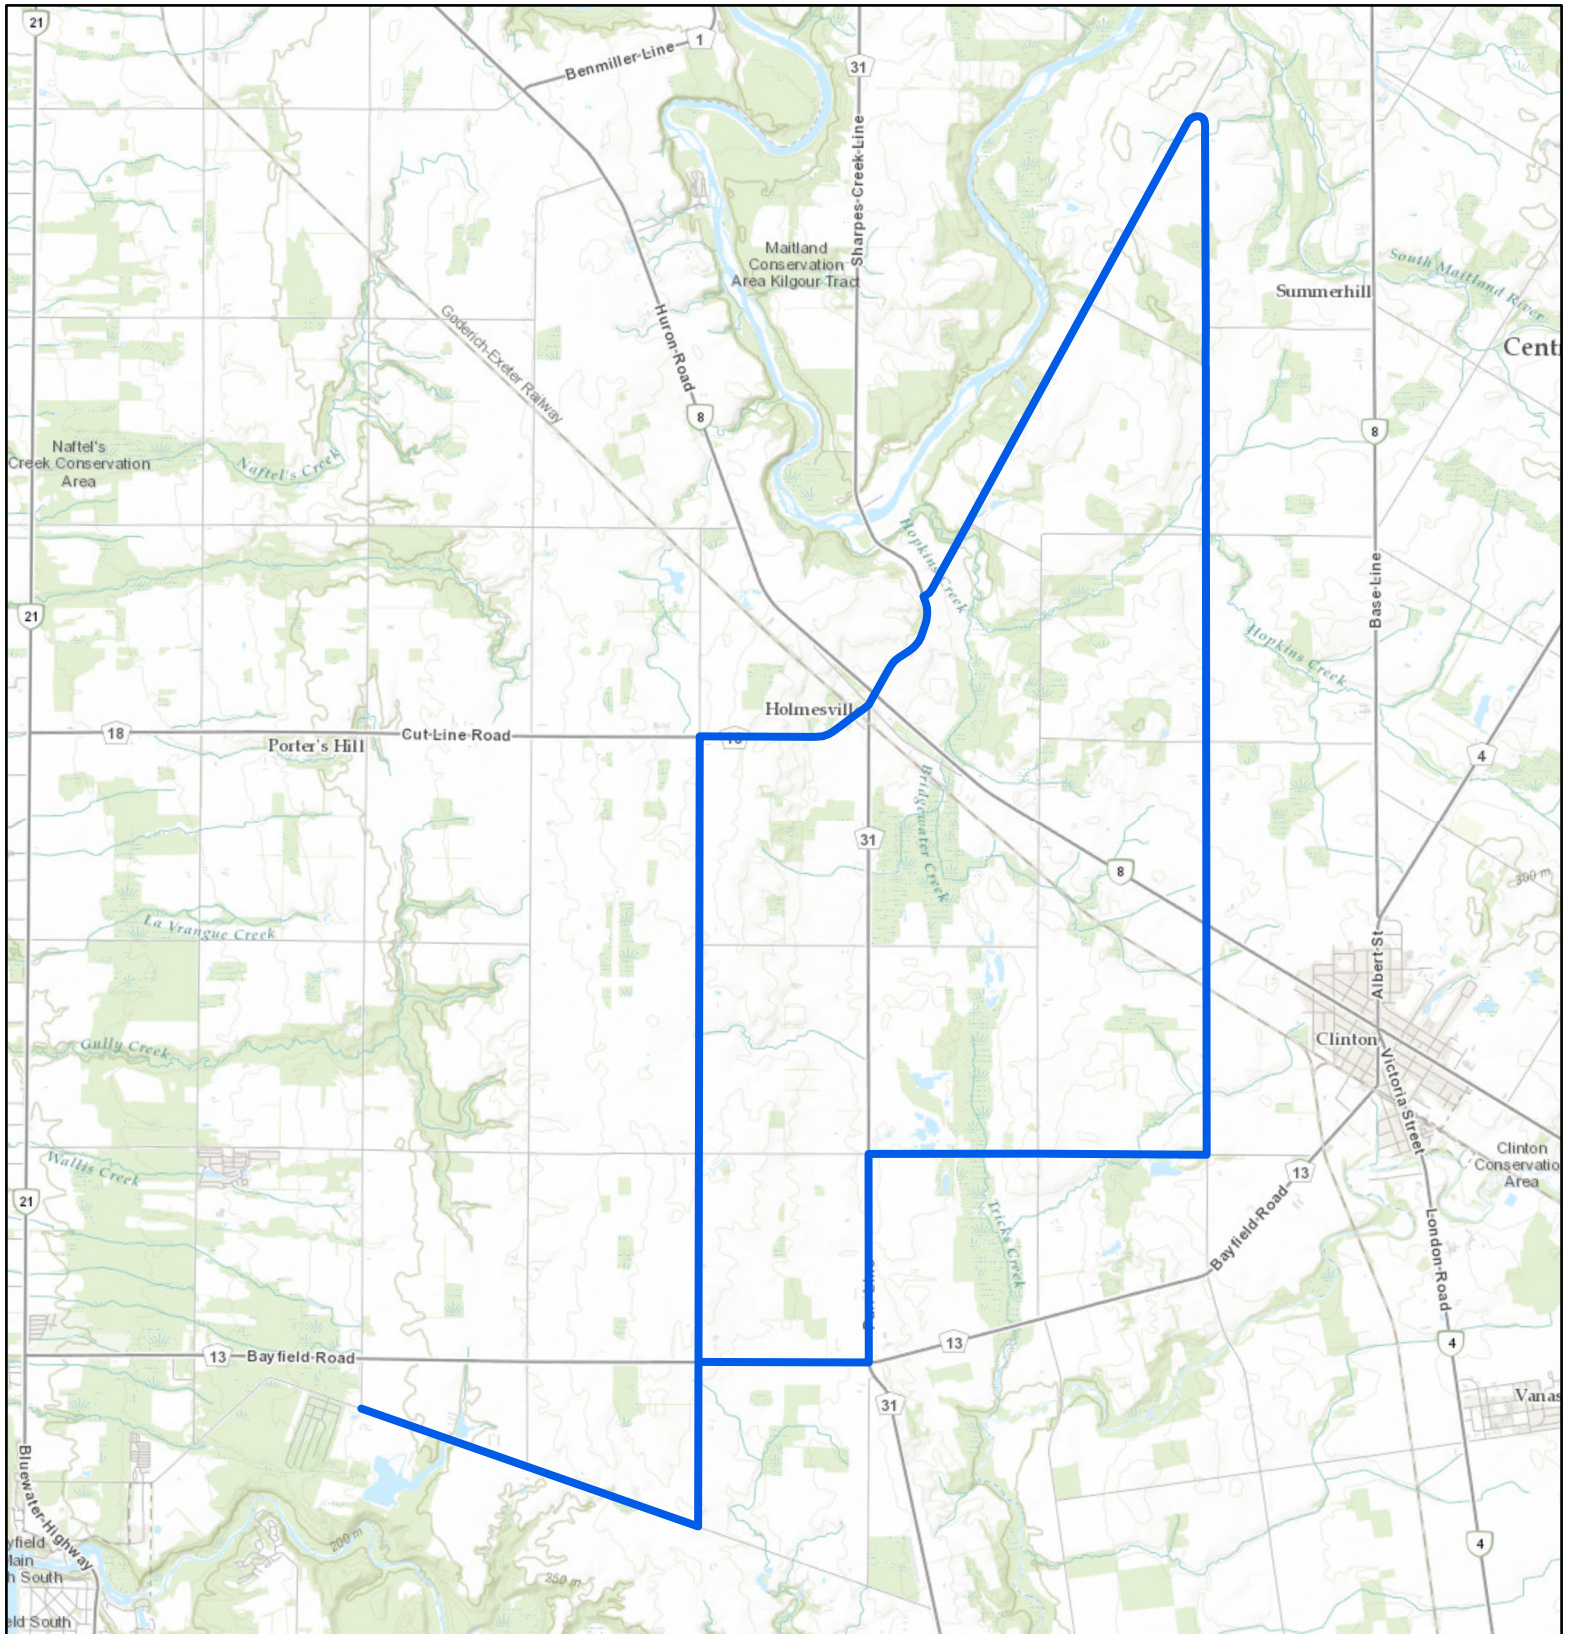 21
1
Benmiller Line
31
Sharpes Creek Line
Maitland
Conservation
Area Kilgour Tract
South Maitland River
Summerhill
Huron Road
Goderich-Exeter Railway
8
8
Naftel's
Creek Conservation
Area
Naftel's Creek
Hopkins Creek
Base Line
21
Hopkins Creek
18
Porter's Hill
Cut Line Road
Holmesvill
4
Bridgewater Creek
31
8
300 m
La Vrangue Creek
Albert St
Gully Creek
Clinton
Victoria Street
Wallis Creek
Clinton
Conservatio
Area
13
21
Tricks Creek
Bayfield Road
London Road
13
Bayfield Road
13
4
31
Vanas
Bluewater Highway
200 m
250 m
4
yfield
h South
eld South